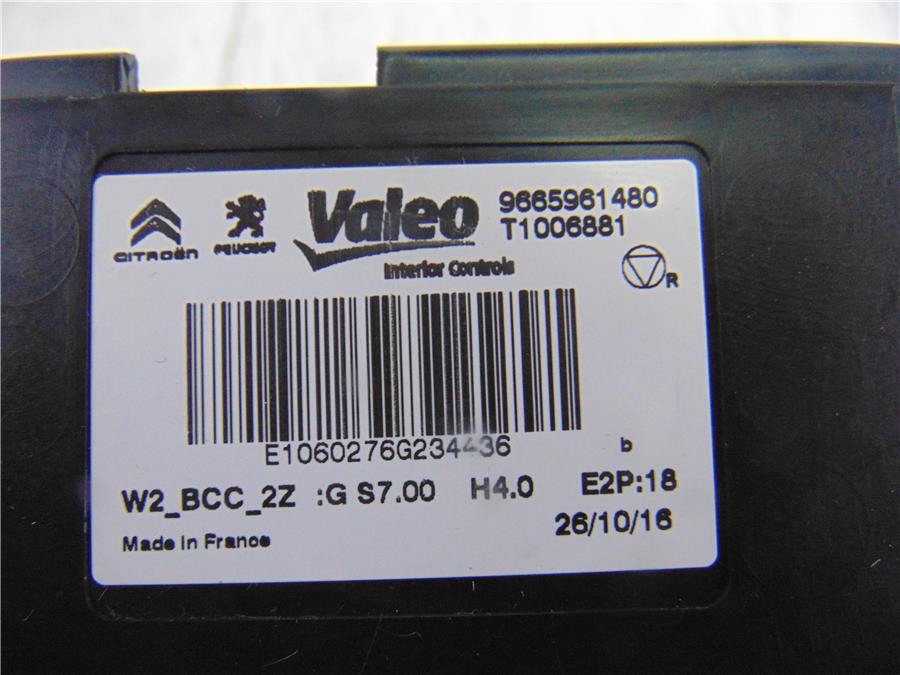 CITROËN PEUGEOT Valeo 9665961480
T1006881
Interior Controls
R
E1060276G234436
b
W2_BCC_2Z :G S7.00 H4.0 E2P:18
26/10/16
Made in France